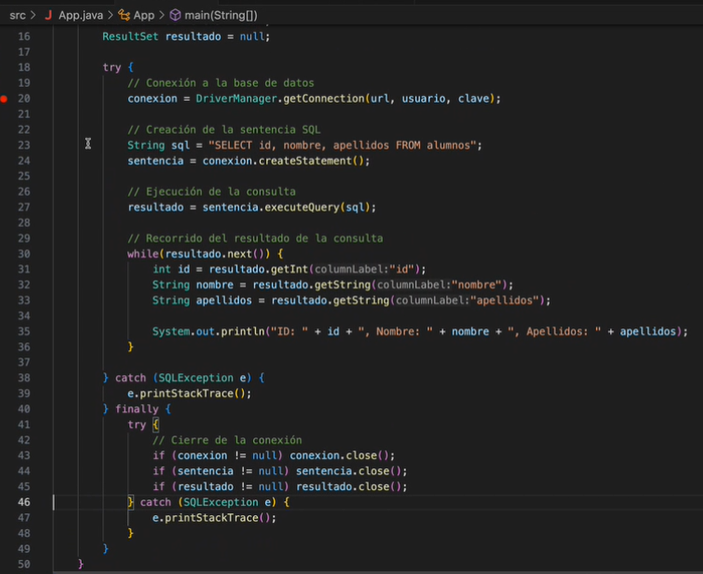 src > App.java > App > main(String[])
16 ResultSet resultado = null;
17
18 try {
19 // Conexión a la base de datos
20 conexion = DriverManager.getConnection(url, usuario, clave);
21
22 // Creación de la sentencia SQL
23 String sql = "SELECT id, nombre, apellidos FROM alumnos";
24 sentencia = conexion.createStatement();
25
26 // Ejecución de la consulta
27 resultado = sentencia.executeQuery(sql);
28
29 // Recorrido del resultado de la consulta
30 while(resultado.next()) {
31 int id = resultado.getInt(columnLabel:"id");
32 String nombre = resultado.getString(columnLabel:"nombre");
33 String apellidos = resultado.getString(columnLabel:"apellidos");
34
35 System.out.println("ID: " + id + ", Nombre: " + nombre + ", Apellidos: " + apellidos);
36 }
37
38 } catch (SQLException e) {
39 e.printStackTrace();
40 } finally {
41 try {
42 // Cierre de la conexión
43 if (conexion != null) conexion.close();
44 if (sentencia != null) sentencia.close();
45 if (resultado != null) resultado.close();
46 } catch (SQLException e) {
47 e.printStackTrace();
48 }
49 }
50 }